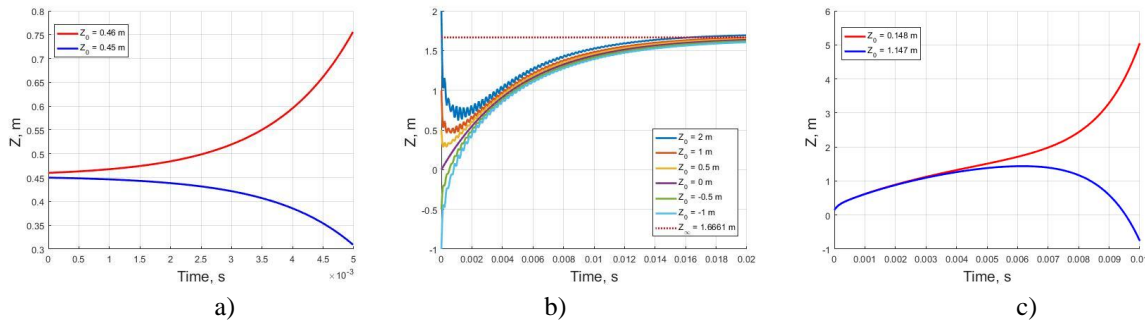 0.8
0.75
0.7
0.65
0.6
0.55
0.5
0.45
0.4
0.35
0.3
Z, m
Z0 = 0.46 m
Z0 = 0.45 m
0 0.5 1 1.5 2 2.5 3 3.5 4 4.5 5
×10-3
Time, s
a)
2
1.5
1
0.5
0
-0.5
-1
Z, m
Z0 = 2 m
Z0 = 1 m
Z0 = 0.5 m
Z0 = 0 m
Z0 = -0.5 m
Z0 = -1 m
Z∞ = 1.6661 m
0 0.002 0.004 0.006 0.008 0.01 0.012 0.014 0.016 0.018 0.02
Time, s
b)
6
5
4
3
2
1
0
-1
Z, m
Z0 = 0.148 m
Z0 = 1.147 m
0 0.001 0.002 0.003 0.004 0.005 0.006 0.007 0.008 0.009 0.01
Time, s
c)